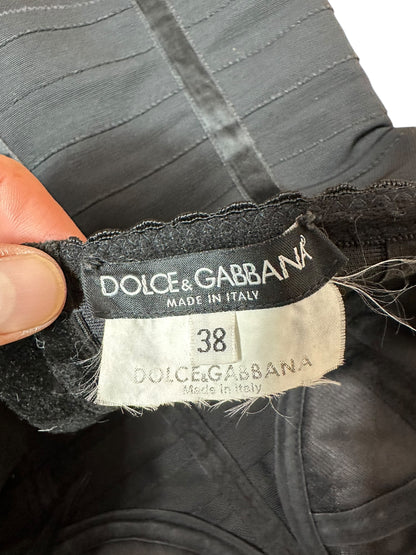 DOLCE & GABBANA®
MADE IN ITALY
38
DOLCE&GABBANA
Made in Italy